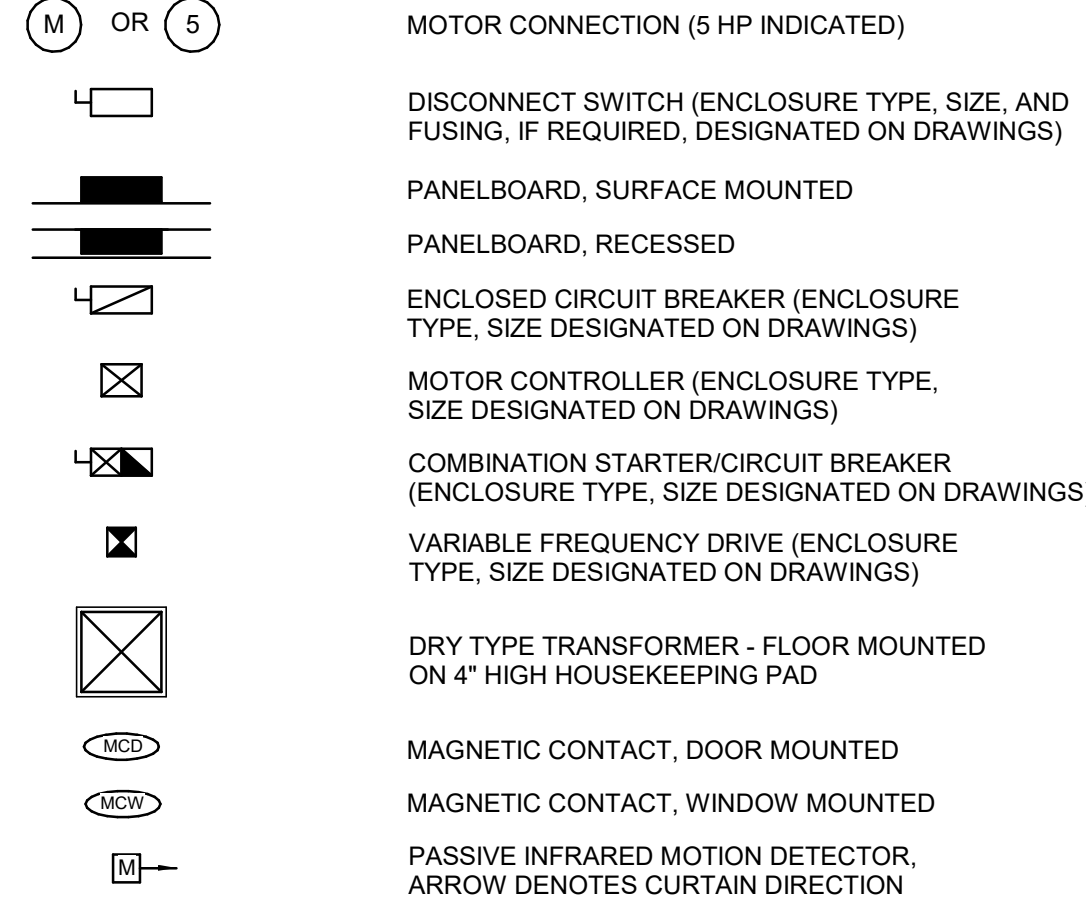 M OR 5 MOTOR CONNECTION (5 HP INDICATED)
DISCONNECT SWITCH (ENCLOSURE TYPE, SIZE, AND
FUSING, IF REQUIRED, DESIGNATED ON DRAWINGS)
PANELBOARD, SURFACE MOUNTED
PANELBOARD, RECESSED
ENCLOSED CIRCUIT BREAKER (ENCLOSURE
TYPE, SIZE DESIGNATED ON DRAWINGS)
MOTOR CONTROLLER (ENCLOSURE TYPE,
SIZE DESIGNATED ON DRAWINGS)
COMBINATION STARTER/CIRCUIT BREAKER
(ENCLOSURE TYPE, SIZE DESIGNATED ON DRAWINGS)
VARIABLE FREQUENCY DRIVE (ENCLOSURE
TYPE, SIZE DESIGNATED ON DRAWINGS)
DRY TYPE TRANSFORMER - FLOOR MOUNTED
ON 4" HIGH HOUSEKEEPING PAD
MCD MAGNETIC CONTACT, DOOR MOUNTED
MCW MAGNETIC CONTACT, WINDOW MOUNTED
M PASSIVE INFRARED MOTION DETECTOR,
ARROW DENOTES CURTAIN DIRECTION